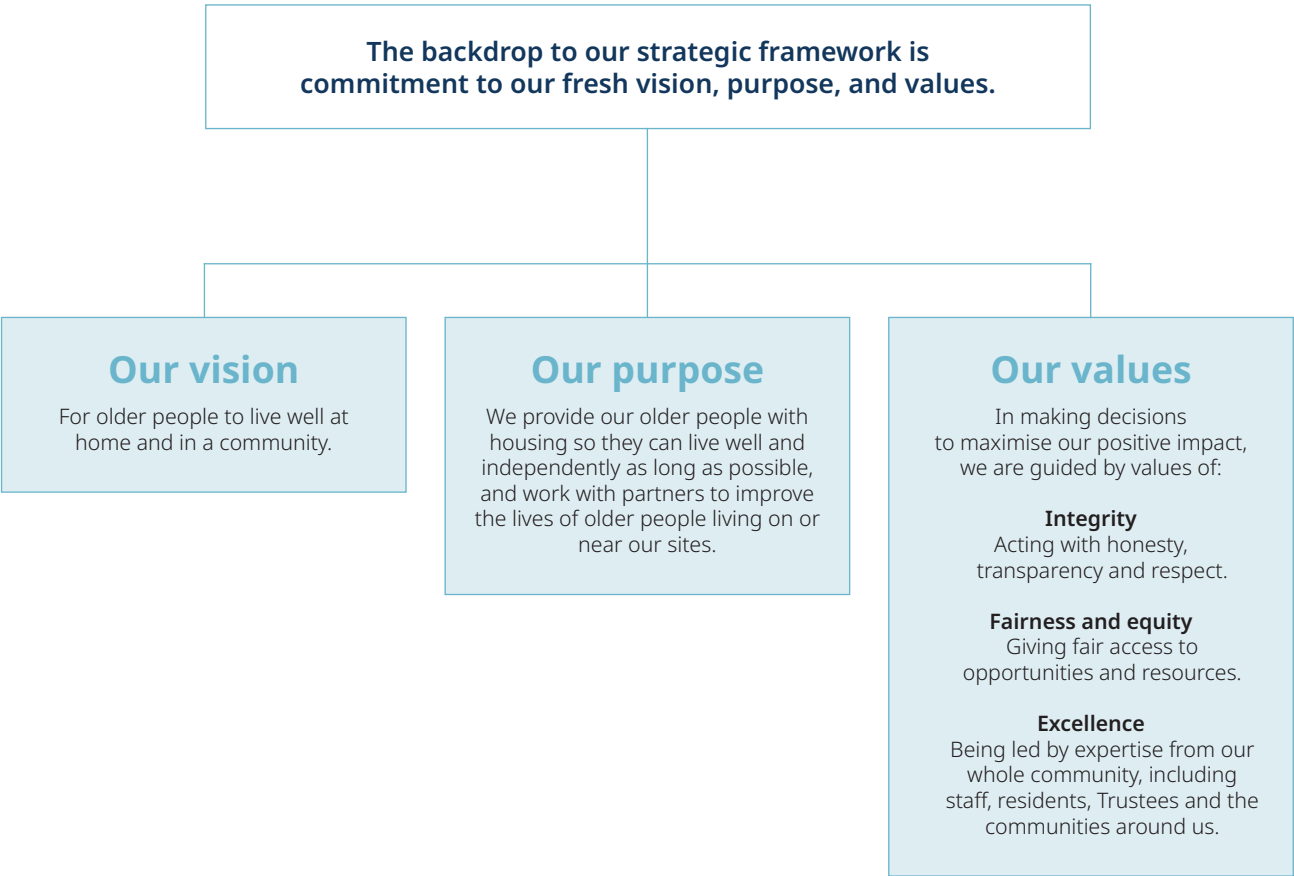 The backdrop to our strategic framework is
commitment to our fresh vision, purpose, and values.
Our vision
For older people to live well at
home and in a community.
Our purpose
We provide our older people with
housing so they can live well and
independently as long as possible,
and work with partners to improve
the lives of older people living on or
near our sites.
Our values
In making decisions
to maximise our positive impact,
we are guided by values of:
Integrity
Acting with honesty,
transparency and respect.
Fairness and equity
Giving fair access to
opportunities and resources.
Excellence
Being led by expertise from our
whole community, including
staff, residents, Trustees and the
communities around us.